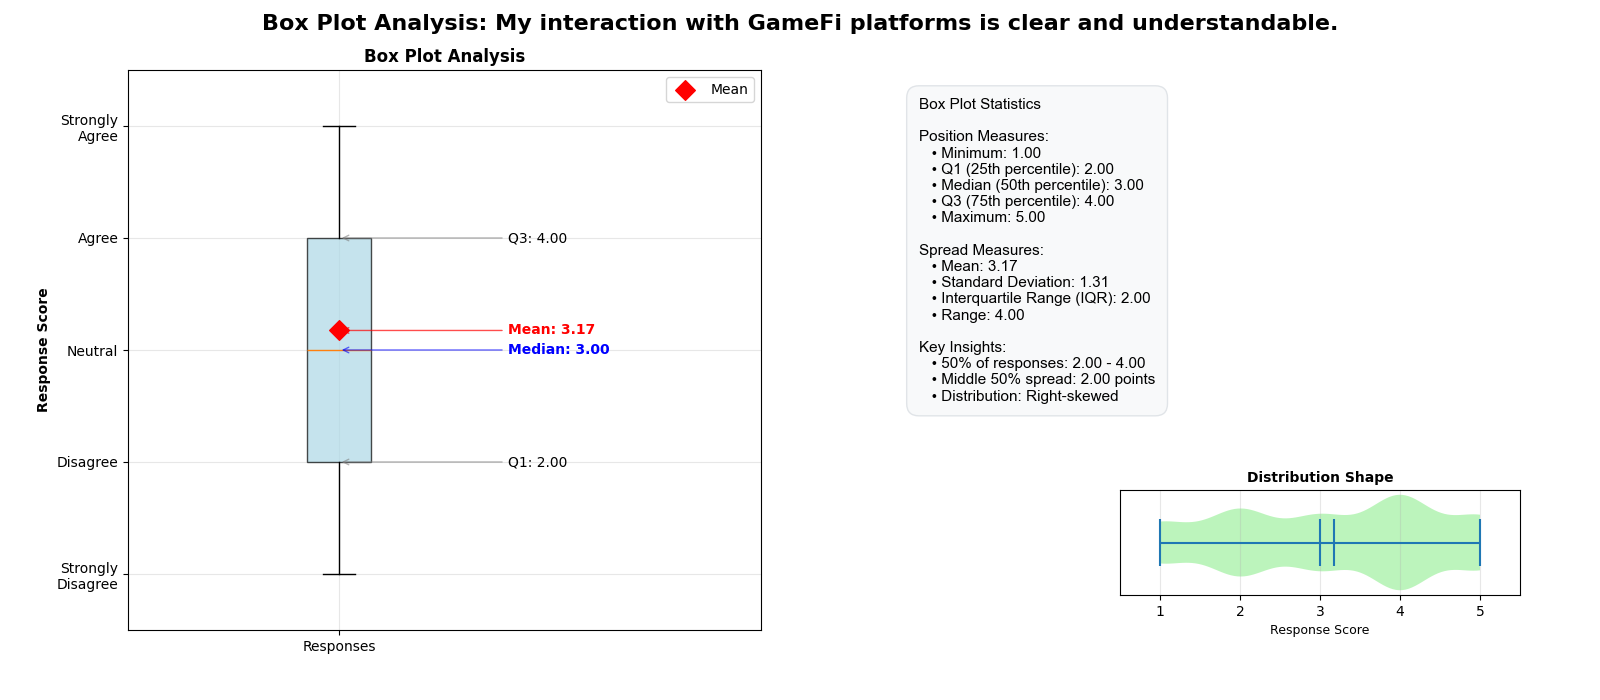 Box Plot Analysis: My interaction with GameFi platforms is clear and understandable.
Box Plot Analysis
Mean
Response Score
Strongly
Agree
Agree
Neutral
Disagree
Strongly
Disagree
Q3: 4.00
Mean: 3.17
Median: 3.00
Q1: 2.00
Responses
Box Plot Statistics
Position Measures:
• Minimum: 1.00
• Q1 (25th percentile): 2.00
• Median (50th percentile): 3.00
• Q3 (75th percentile): 4.00
• Maximum: 5.00
Spread Measures:
• Mean: 3.17
• Standard Deviation: 1.31
• Interquartile Range (IQR): 2.00
• Range: 4.00
Key Insights:
• 50% of responses: 2.00 - 4.00
• Middle 50% spread: 2.00 points
• Distribution: Right-skewed
Distribution Shape
1 2 3 4 5
Response Score